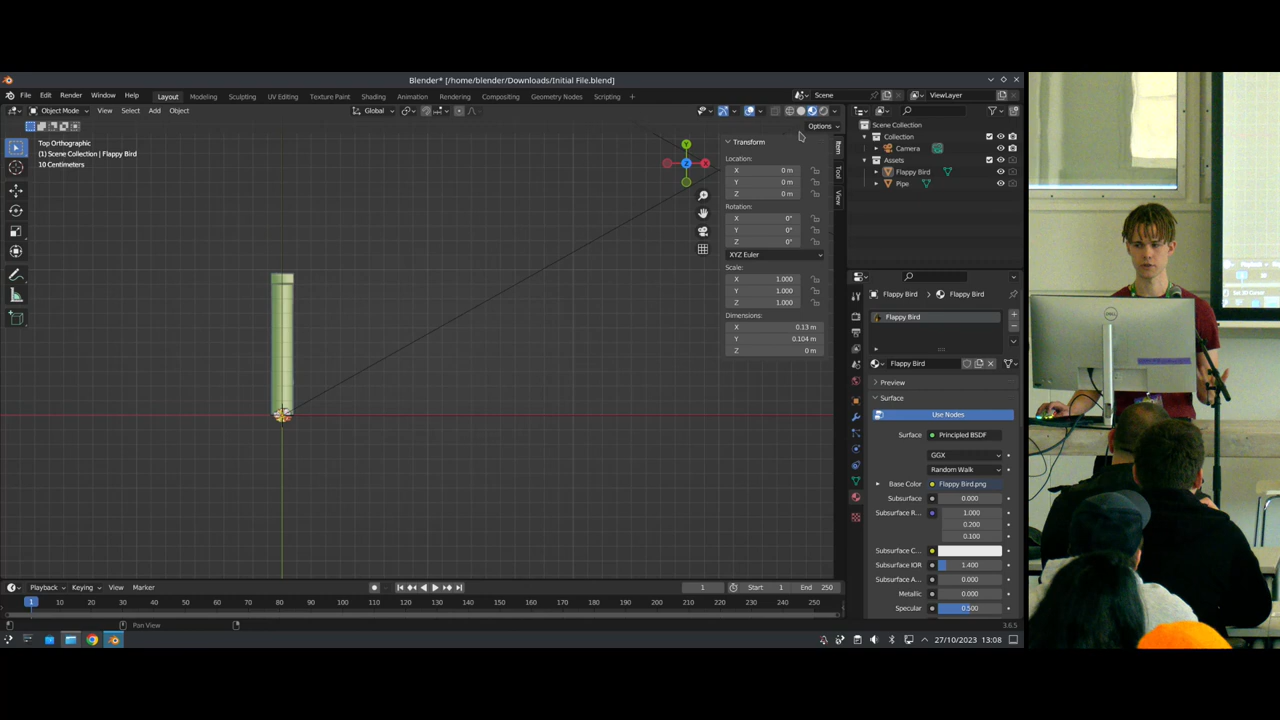 Blender* [/home/blender/Downloads/Initial File.blend]
File Edit Render Window Help Layout Modeling Sculpting UV Editing Texture Paint Shading Animation Rendering Compositing Geometry Nodes Scripting + Scene ViewLayer
Object Mode View Select Add Object Global
Options
Top Orthographic
(1) Scene Collection | Flappy Bird
10 Centimeters
Y
Z
X
Transform
Location:
X 0 m
Y 0 m
Z 0 m
Rotation:
X 0°
Y 0°
Z 0°
XYZ Euler
Scale:
X 1.000
Y 1.000
Z 1.000
Dimensions:
X 0.13 m
Y 0.104 m
Z 0 m
Item
Tool
View
Scene Collection
Collection
Camera
Assets
Flappy Bird
Pipe
Flappy Bird > Flappy Bird
Flappy Bird
Flappy Bird
Preview
Surface
Use Nodes
Surface Principled BSDF
GGX
Random Walk
Base Color Flappy Bird.png
Subsurface 0.000
Subsurface R... 1.000
0.200
0.100
Subsurface C...
Subsurface IOR 1.400
Subsurface A... 0.000
Metallic 0.000
Specular 0.500
Playback Keying View Marker 1 Start 1 End 250
1 10 20 30 40 50 60 70 80 90 100 110 120 130 140 150 160 170 180 190 200 210 220 230 240 250
Pan View
3.6.5
27/10/2023 13:08
DELL